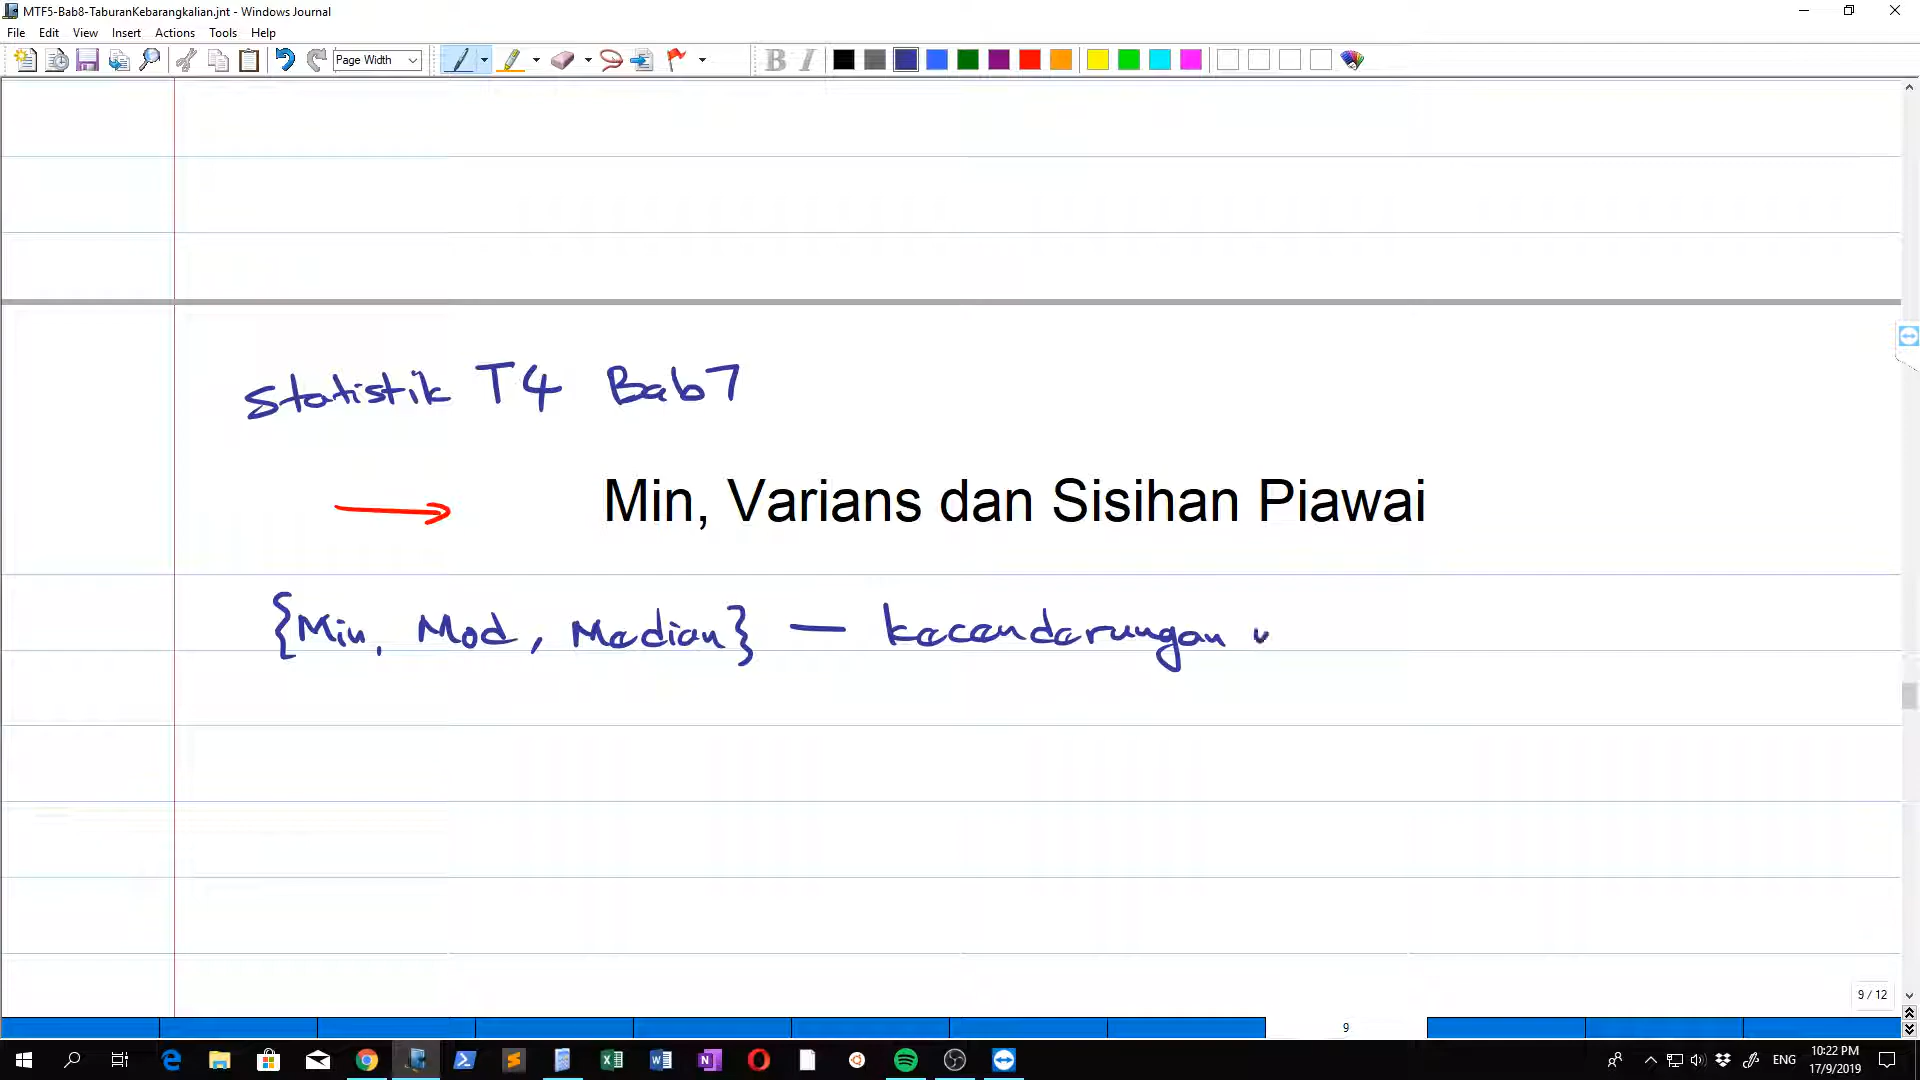 MTF5-Bab8-TaburanKebarangkalian.jnt - Windows Journal
File Edit View Insert Actions Tools Help
Page Width B I
Statistik T4 Bab7
Min, Varians dan Sisihan Piawai
{Min, Mod, Median} — kecenderungan
9 / 12
9
ENG 10:22 PM
17/9/2019